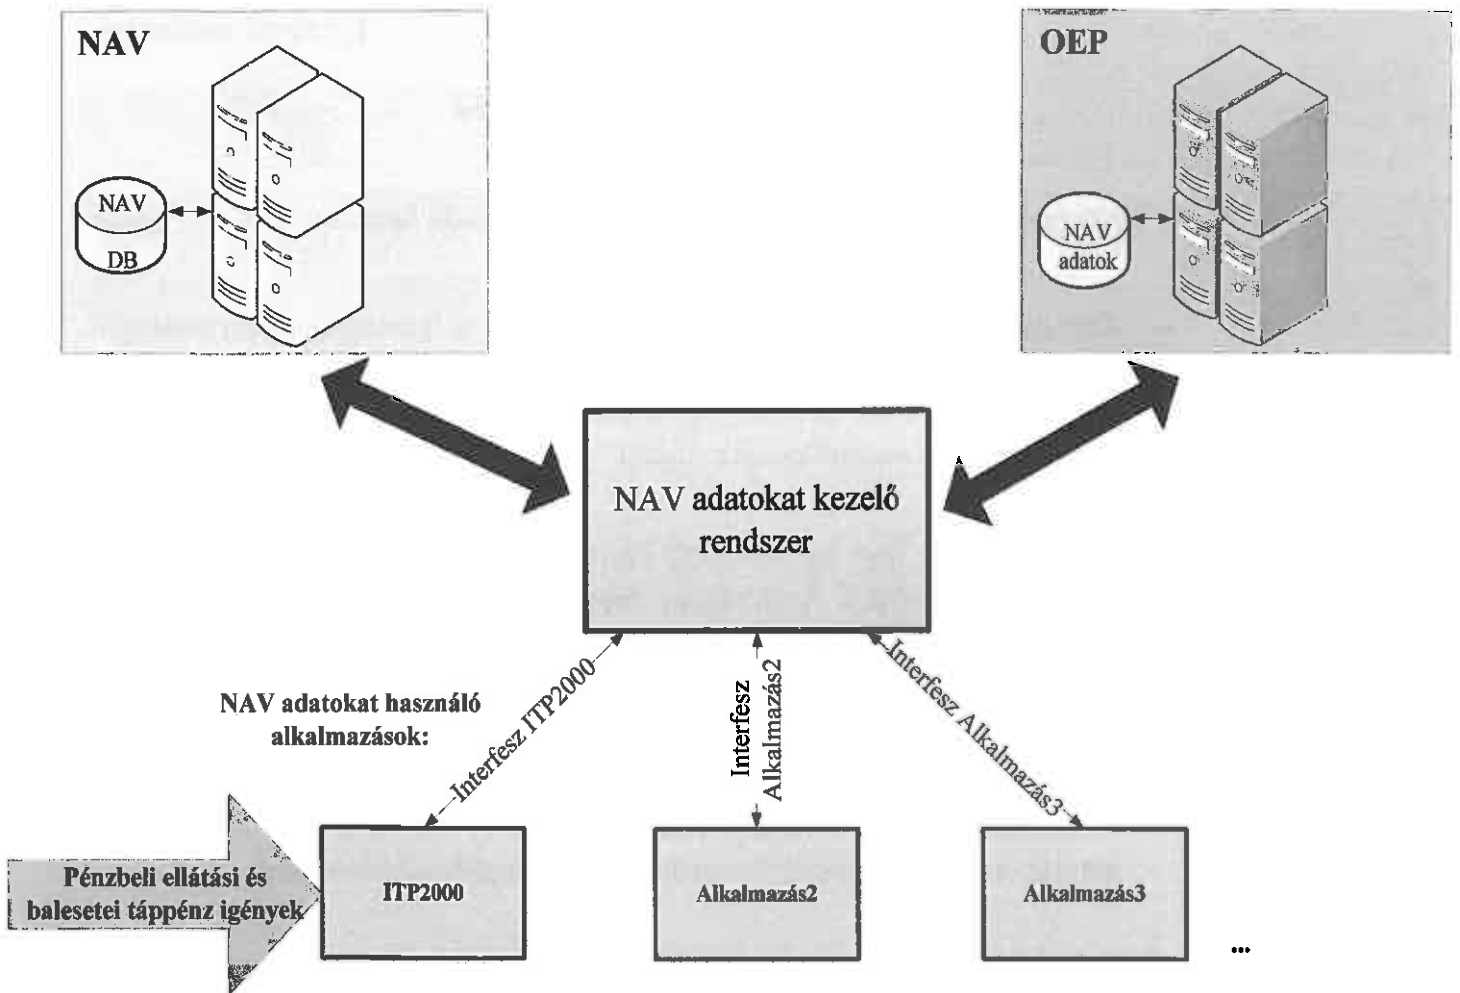 NAV
OEP
NAV
DB
NAV
adatok
NAV adatokat kezelő
rendszer
NAV adatokat használó
alkalmazások:
Interfesz ITP2000
Interfesz
Alkalmazás2
Interfesz Alkalmazás3
Pénzbeli ellátási és
balesetei táppénz igények
ITP2000
Alkalmazás2
Alkalmazás3
...